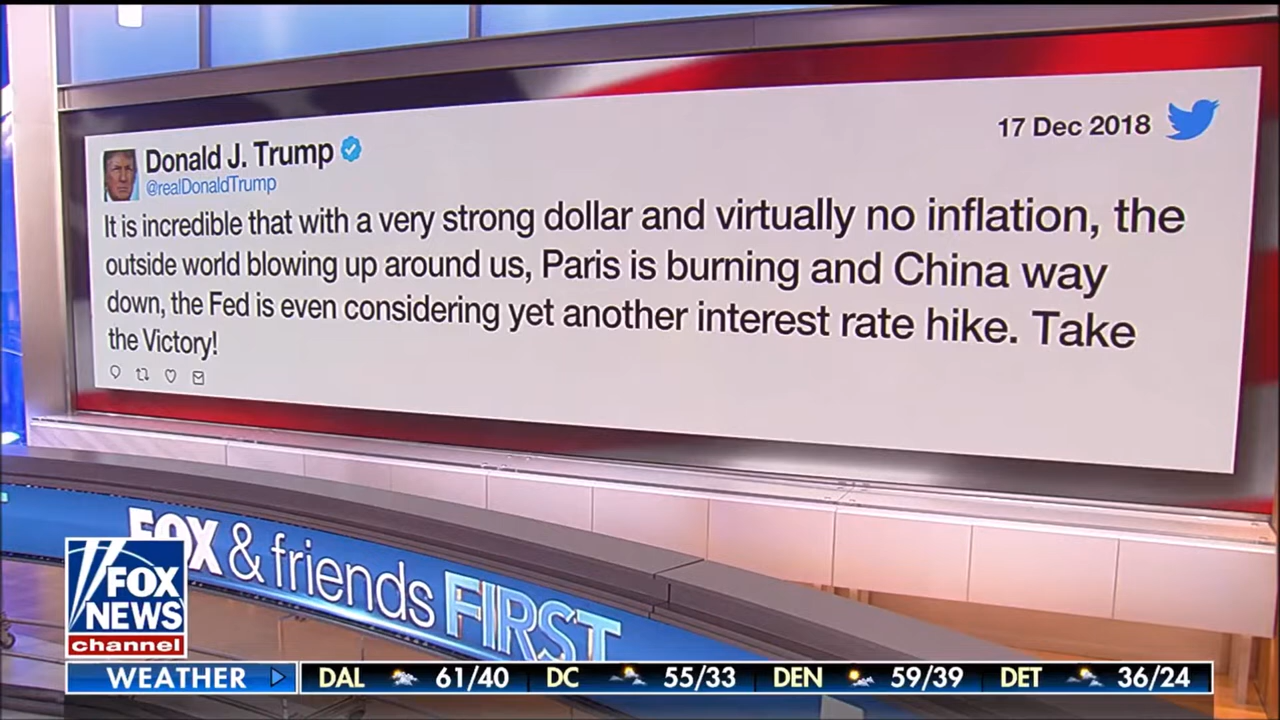 17 Dec 2018
Donald J. Trump
@realDonaldTrump
It is incredible that with a very strong dollar and virtually no inflation, the
outside world blowing up around us, Paris is burning and China way
down, the Fed is even considering yet another interest rate hike. Take
the Victory!
FOX & friends FIRST
FOX
NEWS
channel
WEATHER DAL 61/40 DC 55/33 DEN 59/39 DET 36/24